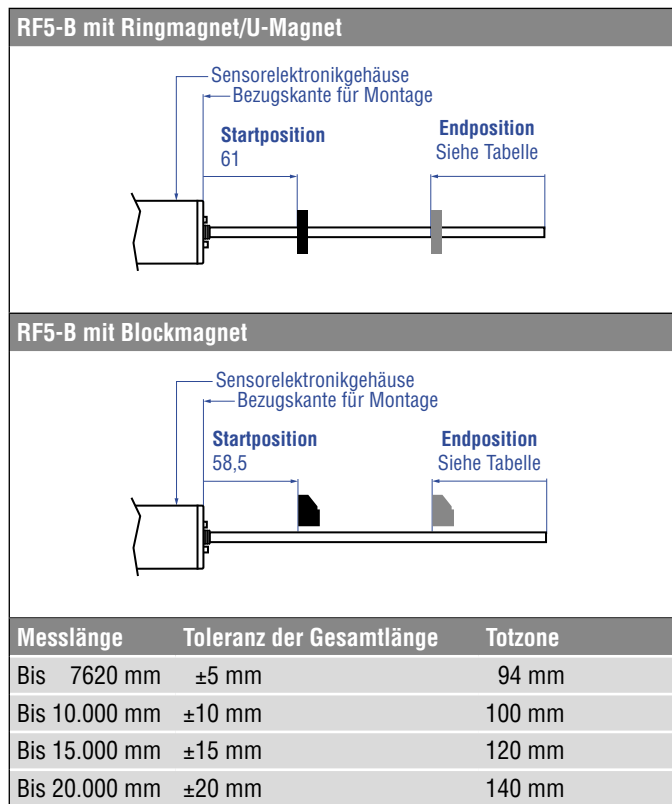 RF5-B mit Ringmagnet/U-Magnet
Sensorelektronikgehäuse
Bezugskante für Montage
Startposition
61
Endposition
Siehe Tabelle
RF5-B mit Blockmagnet
Sensorelektronikgehäuse
Bezugskante für Montage
Startposition
58,5
Endposition
Siehe Tabelle
Messlänge Toleranz der Gesamtlänge Totzone
Bis 7620 mm ±5 mm 94 mm
Bis 10.000 mm ±10 mm 100 mm
Bis 15.000 mm ±15 mm 120 mm
Bis 20.000 mm ±20 mm 140 mm